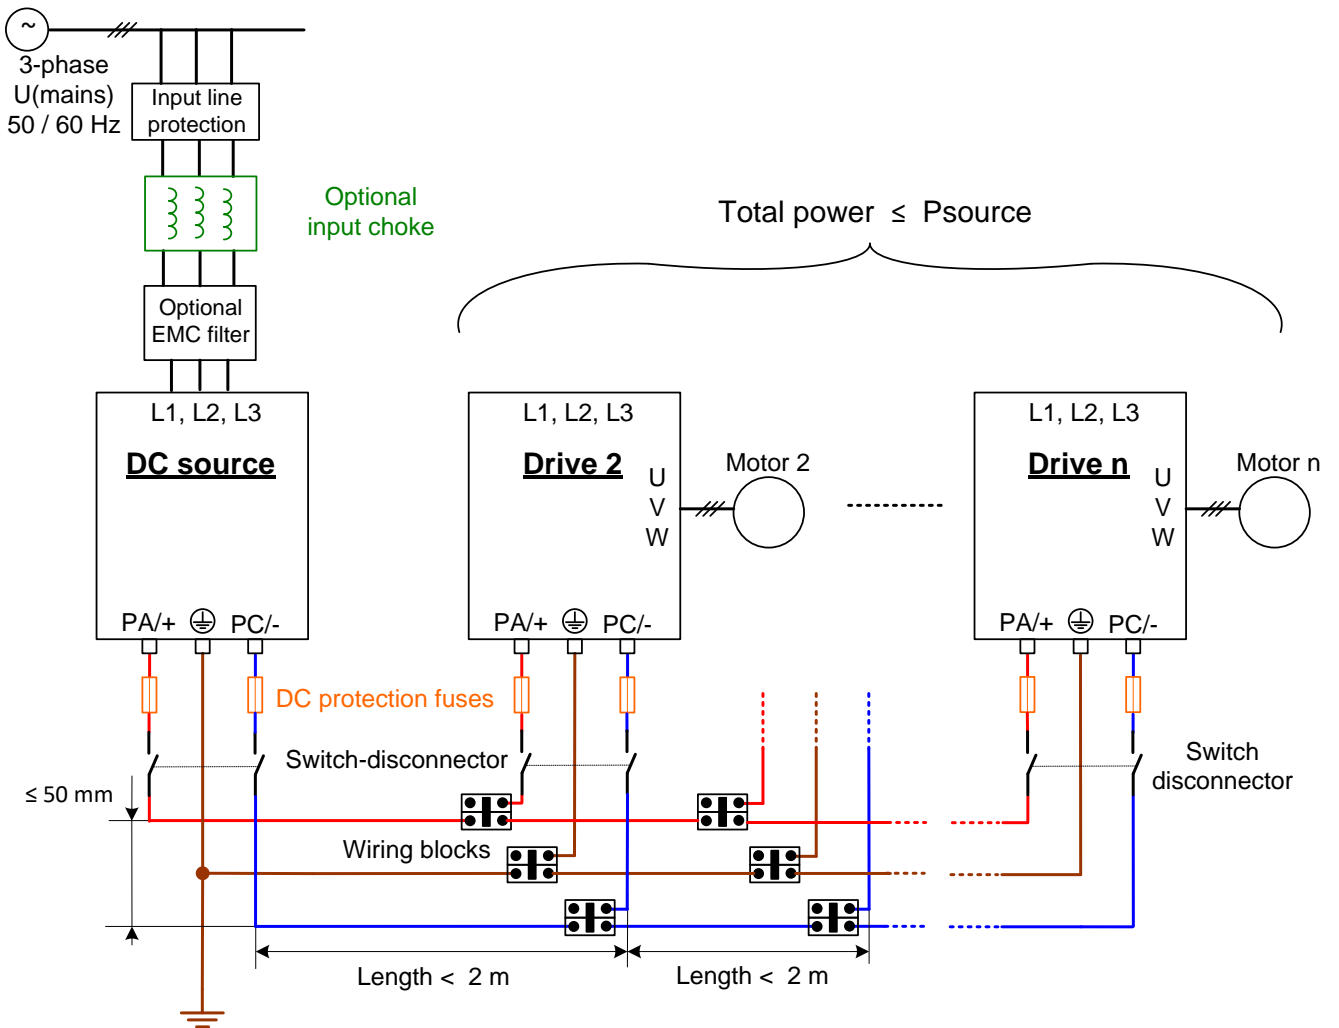 ~
3-phase
U(mains)
50 / 60 Hz
Input line
protection
Optional
input choke
Total power ≤ Psource
Optional
EMC filter
L1, L2, L3
DC source
PA/+ PC/-
L1, L2, L3
Drive 2
U
V
W
Motor 2
PA/+ PC/-
L1, L2, L3
Drive n
U
V
W
Motor n
PA/+ PC/-
DC protection fuses
Switch-disconnector
Switch
disconnector
≤ 50 mm
Wiring blocks
Length < 2 m
Length < 2 m